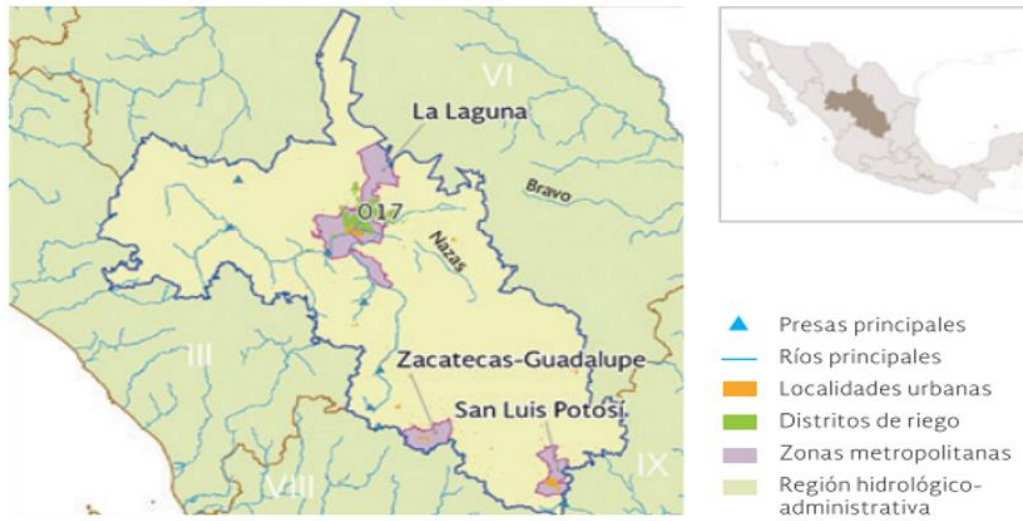 VI
La Laguna
017
Bravo
Nazas
III
Zacatecas-Guadalupe
San Luis Potosí
VIII
IX
Presas principales
Ríos principales
Localidades urbanas
Distritos de riego
Zonas metropolitanas
Región hidrológico-
administrativa